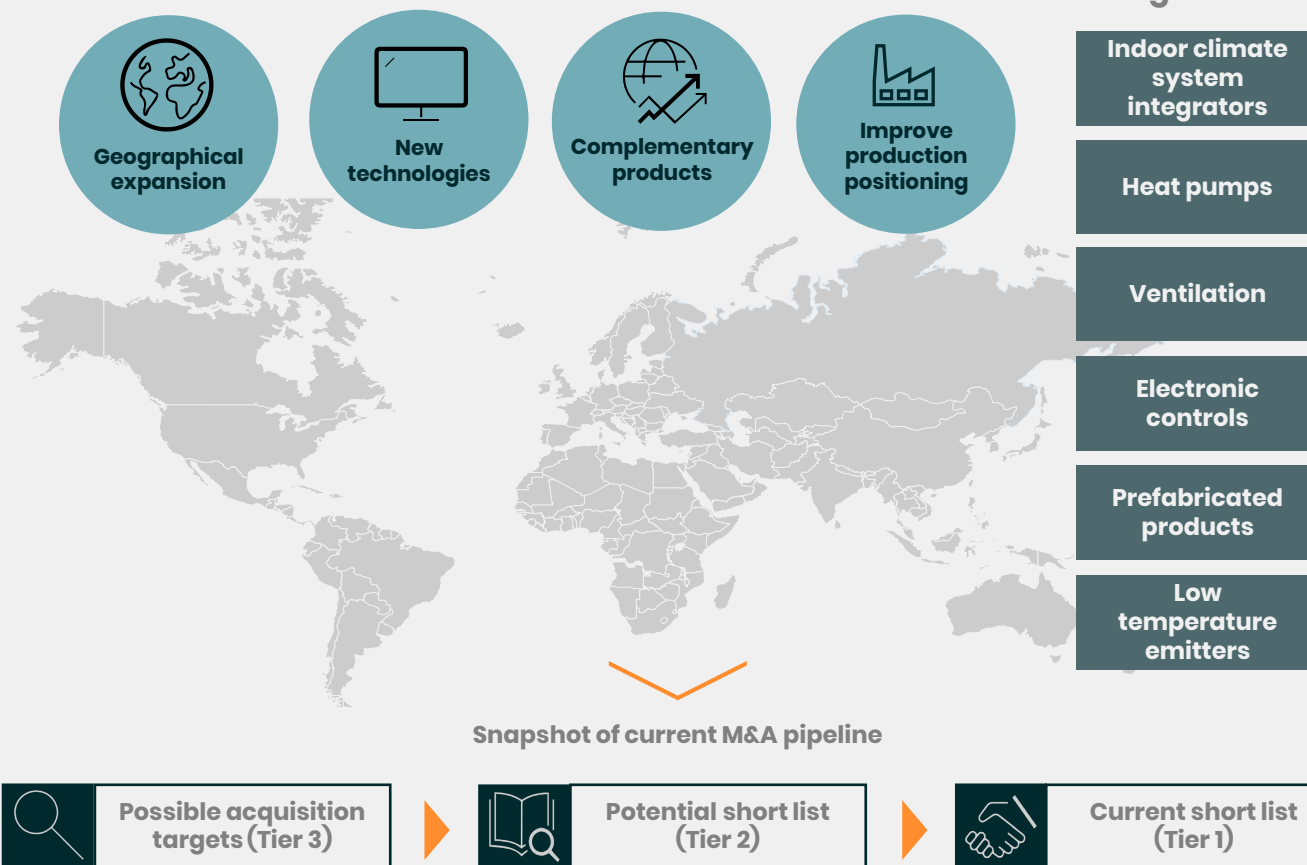 Geographical
expansion
New
technologies
Complementary
products
Improve
production
positioning
Indoor climate
system
integrators
Heat pumps
Ventilation
Electronic
controls
Prefabricated
products
Low
temperature
emitters
Snapshot of current M&A pipeline
Possible acquisition
targets (Tier 3)
Potential short list
(Tier 2)
Current short list
(Tier 1)